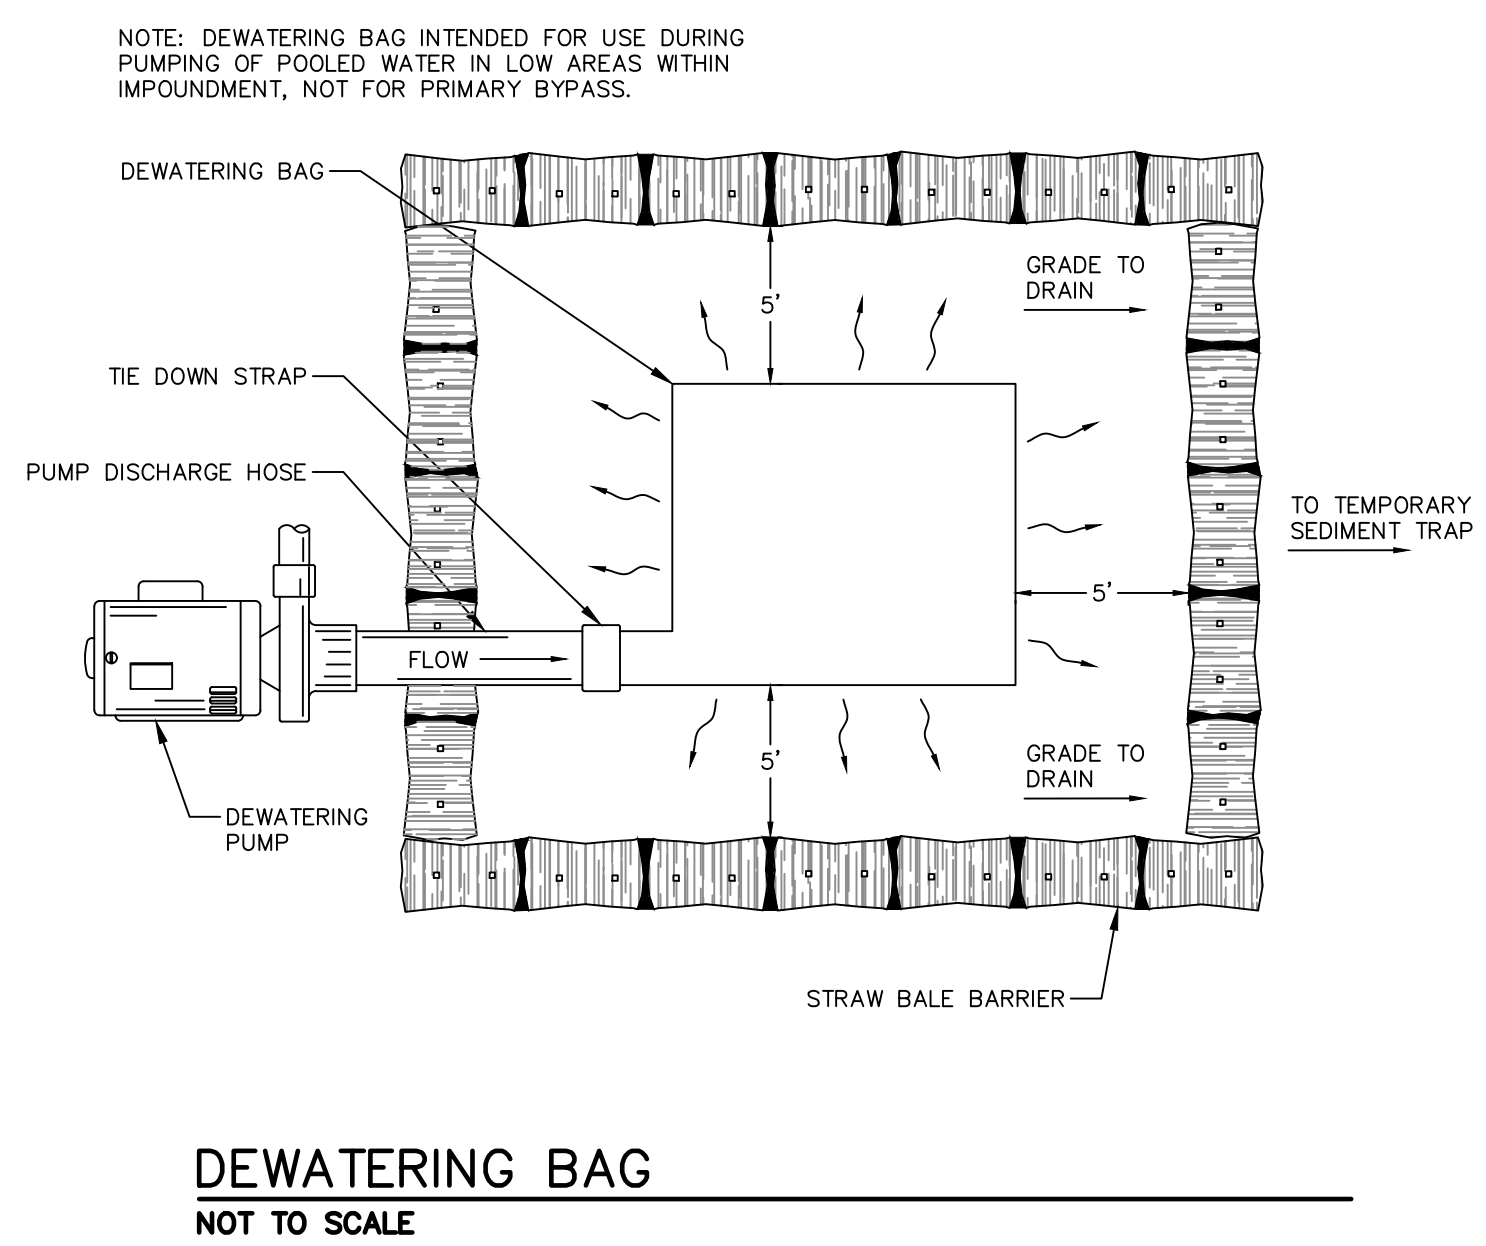 NOTE: DEWATERING BAG INTENDED FOR USE DURING
PUMPING OF POOLED WATER IN LOW AREAS WITHIN
IMPOUNDMENT, NOT FOR PRIMARY BYPASS.
DEWATERING BAG
GRADE TO
DRAIN
5'
TIE DOWN STRAP
PUMP DISCHARGE HOSE
TO TEMPORARY
SEDIMENT TRAP
5'
FLOW
GRADE TO
DRAIN
5'
DEWATERING
PUMP
STRAW BALE BARRIER
DEWATERING BAG
NOT TO SCALE